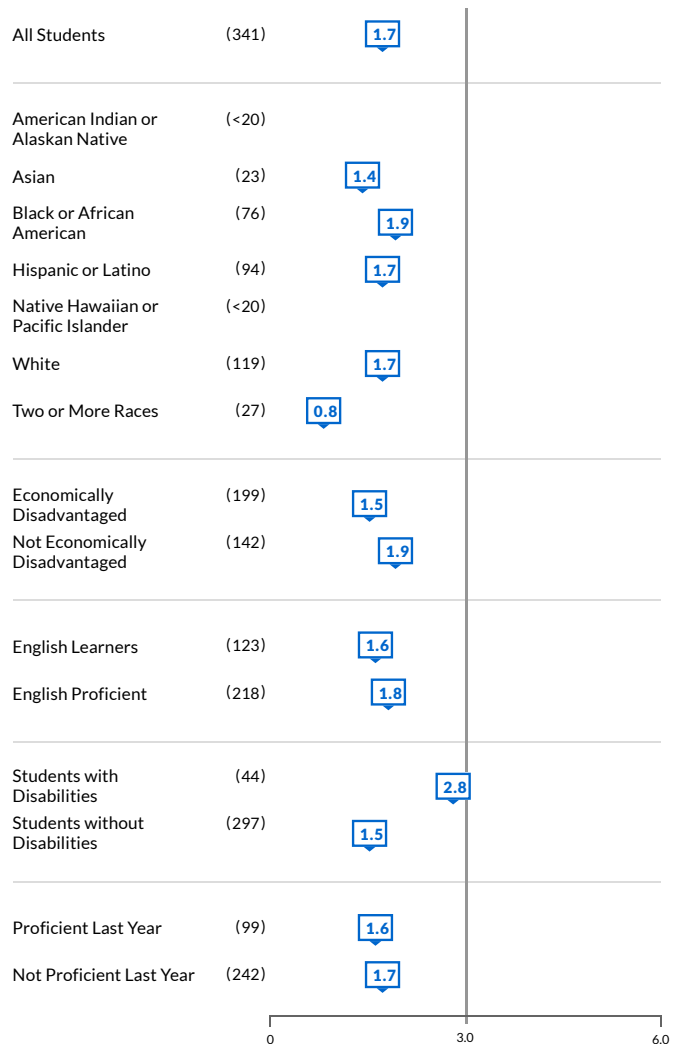 All Students (341) 1.7
American Indian or (<20)
Alaskan Native
Asian (23) 1.4
Black or African (76) 1.9
American
Hispanic or Latino (94) 1.7
Native Hawaiian or (<20)
Pacific Islander
White (119) 1.7
Two or More Races (27) 0.8
Economically (199) 1.5
Disadvantaged
Not Economically (142) 1.9
Disadvantaged
English Learners (123) 1.6
English Proficient (218) 1.8
Students with (44) 2.8
Disabilities
Students without (297) 1.5
Disabilities
Proficient Last Year (99) 1.6
Not Proficient Last Year (242) 1.7
0 3.0 6.0